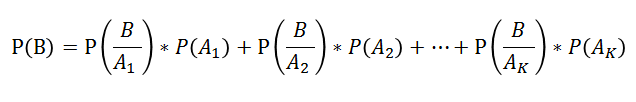 P(B) = P(B/A₁) * P(A₁) + P(B/A₂) * P(A₂) + ⋯ + P(B/A_K) * P(A_K)